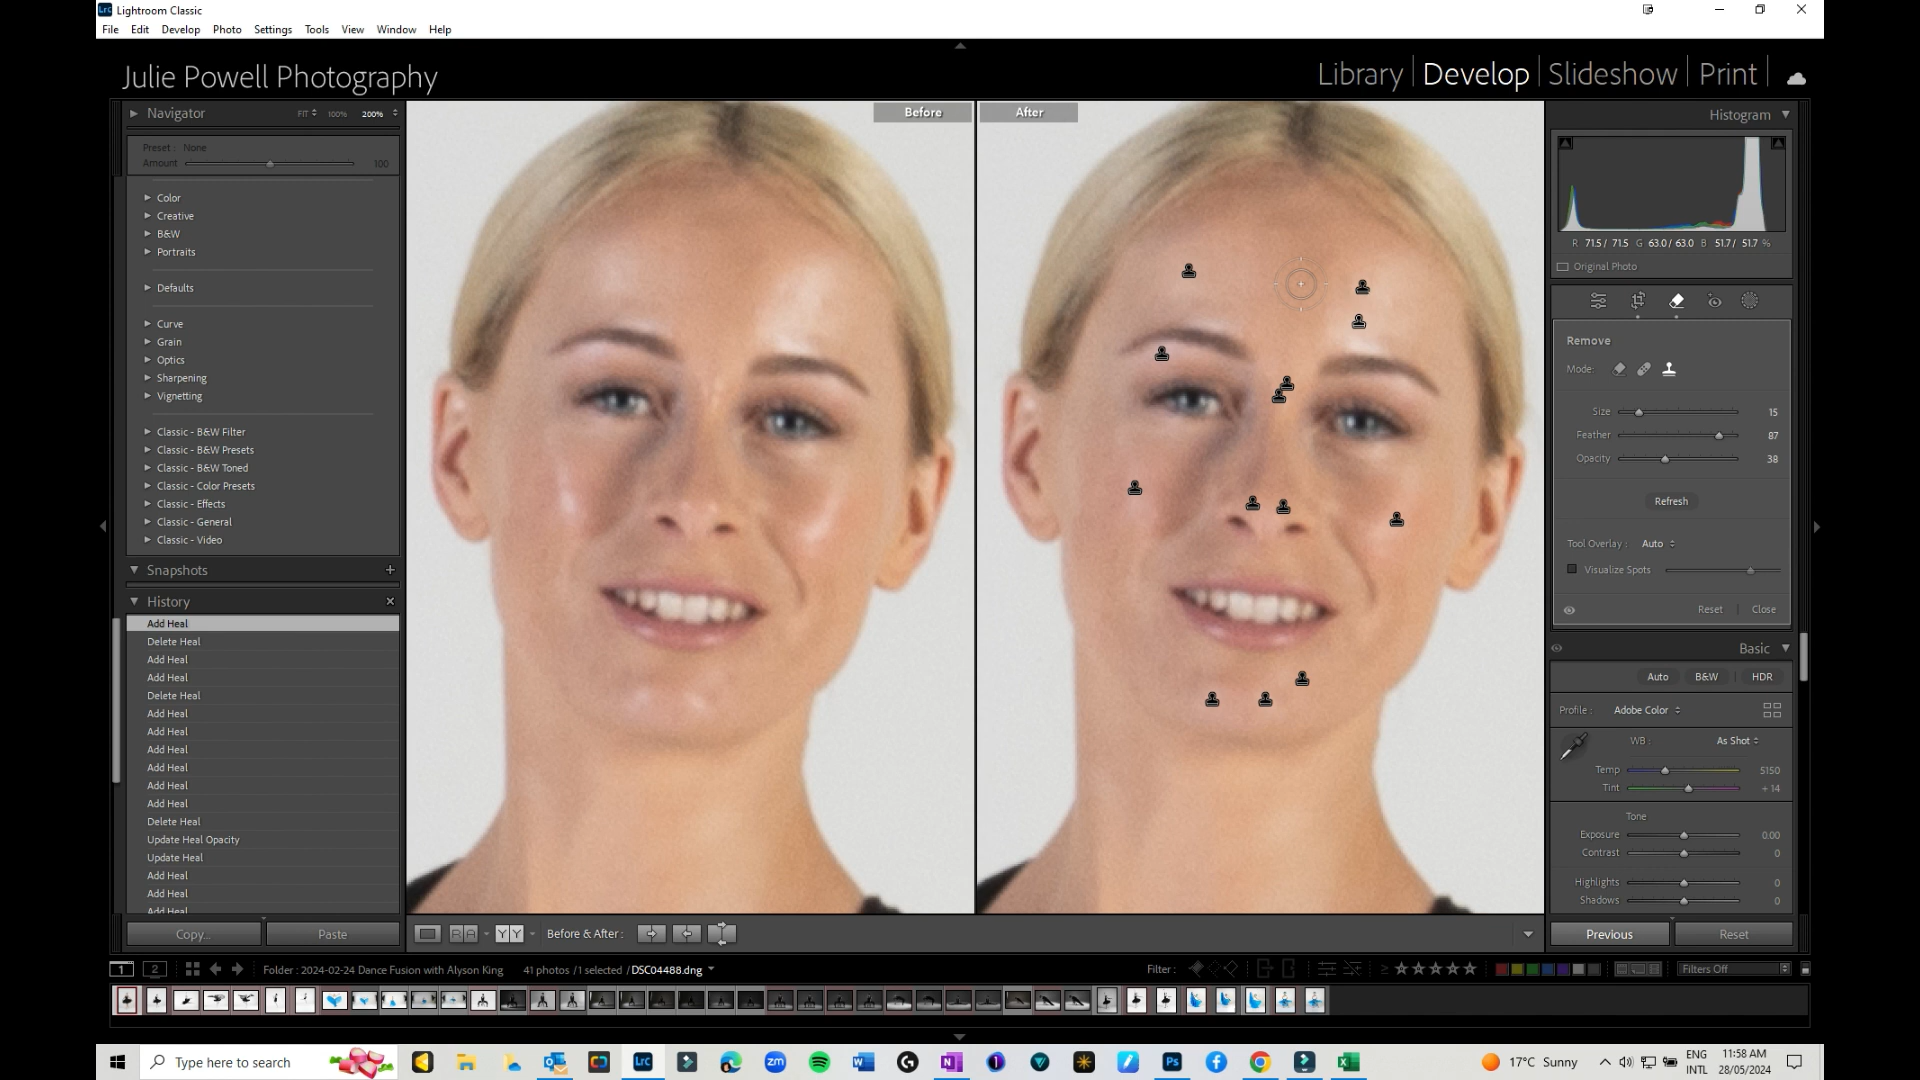 Lrc Lightroom Classic
File Edit Develop Photo Settings Tools View Window Help
Julie Powell Photography
Library Develop Slideshow Print
Navigator FIT 100% 200%
Preset : None
Amount 100
Color
Creative
B&W
Portraits
Defaults
Curve
Grain
Optics
Sharpening
Vignetting
Classic - B&W Filter
Classic - B&W Presets
Classic - B&W Toned
Classic - Color Presets
Classic - Effects
Classic - General
Classic - Video
Snapshots +
History
Add Heal
Delete Heal
Add Heal
Add Heal
Delete Heal
Add Heal
Add Heal
Add Heal
Add Heal
Add Heal
Add Heal
Delete Heal
Update Heal Opacity
Update Heal
Add Heal
Add Heal
Add Heal
Copy... Paste
Before After
R A Y Y Before & After :
Histogram
R 71.5 / 71.5 G 63.0 / 63.0 B 51.7 / 51.7 %
Original Photo
Remove
Mode:
Size 15
Feather 87
Opacity 38
Refresh
Tool Overlay : Auto
Visualize Spots
Reset Close
Basic
Auto B&W HDR
Profile : Adobe Color
WB : As Shot
Temp 5150
Tint + 14
Tone
Exposure 0.00
Contrast 0
Highlights 0
Shadows 0
Previous Reset
1 2 Folder : 2024-02-24 Dance Fusion with Alyson King 41 photos / 1 selected / DSC04488.dng Filter : Filters Off
Type here to search
zm Lrc Ps
17°C Sunny
ENG
INTL
11:58 AM
28/05/2024